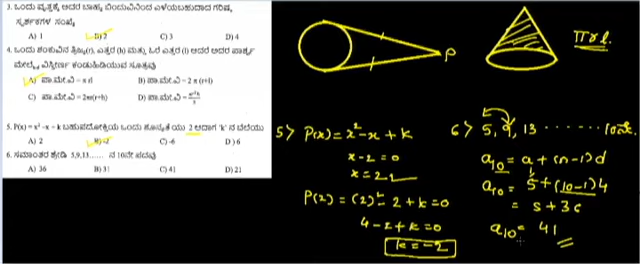 3. ಒಂದು ವೃತ್ತಕ್ಕೆ ಅದರ ಬಾಹ್ಯ ಬಿಂದುವಿನಿಂದ ಎಳೆಯಬಹುದಾದ ಗರಿಷ್ಠ
ಸ್ಪರ್ಶಕಗಳ ಸಂಖ್ಯೆ
A) 1 B) 2 C) 3 D) 4
4. ಒಂದು ಶಂಕುವಿನ ತ್ರಿಜ್ಯ (r), ಎತ್ತರ (h) ಮತ್ತು ಓರೆ ಎತ್ತರ (l) ಆದರೆ ಅದರ ಪಾರ್ಶ್ವ
ಮೇಲ್ಮೈ ವಿಸ್ತೀರ್ಣ ಕಂಡುಹಿಡಿಯುವ ಸೂತ್ರವು
A) ಪಾ.ಮೇ.ವಿ = π rl B) ಪಾ.ಮೇ.ವಿ = 2 π (r+l)
C) ಪಾ.ಮೇ.ವಿ = 2πr(r+h) D) ಪಾ.ಮೇ.ವಿ =
5. P(x) = x² - x + k ಬಹುಪದೋಕ್ತಿಯ ಒಂದು ಶೂನ್ಯತೆಯು 2 ಆದಾಗ 'k' ನ ಬೆಲೆಯು
A) 2 B) -2 C) -6 D) 6
6. ಸಮಾಂತರ ಶ್ರೇಢಿ 5,9,13...... ನ 10ನೇ ಪದವು
A) 36 B) 31 C) 41 D) 21
P
πrl.
5> P(x) = x² - x + k
x - 2 = 0
x = 2
P(2) = (2)² - 2 + k = 0
4 - 2 + k = 0
k = -2
6> 5, 9, 13 ...... 10ನೇ
a10 = a + (n-1)d
a10 = 5 + (10-1)4
= 5 + 36
a10 = 41